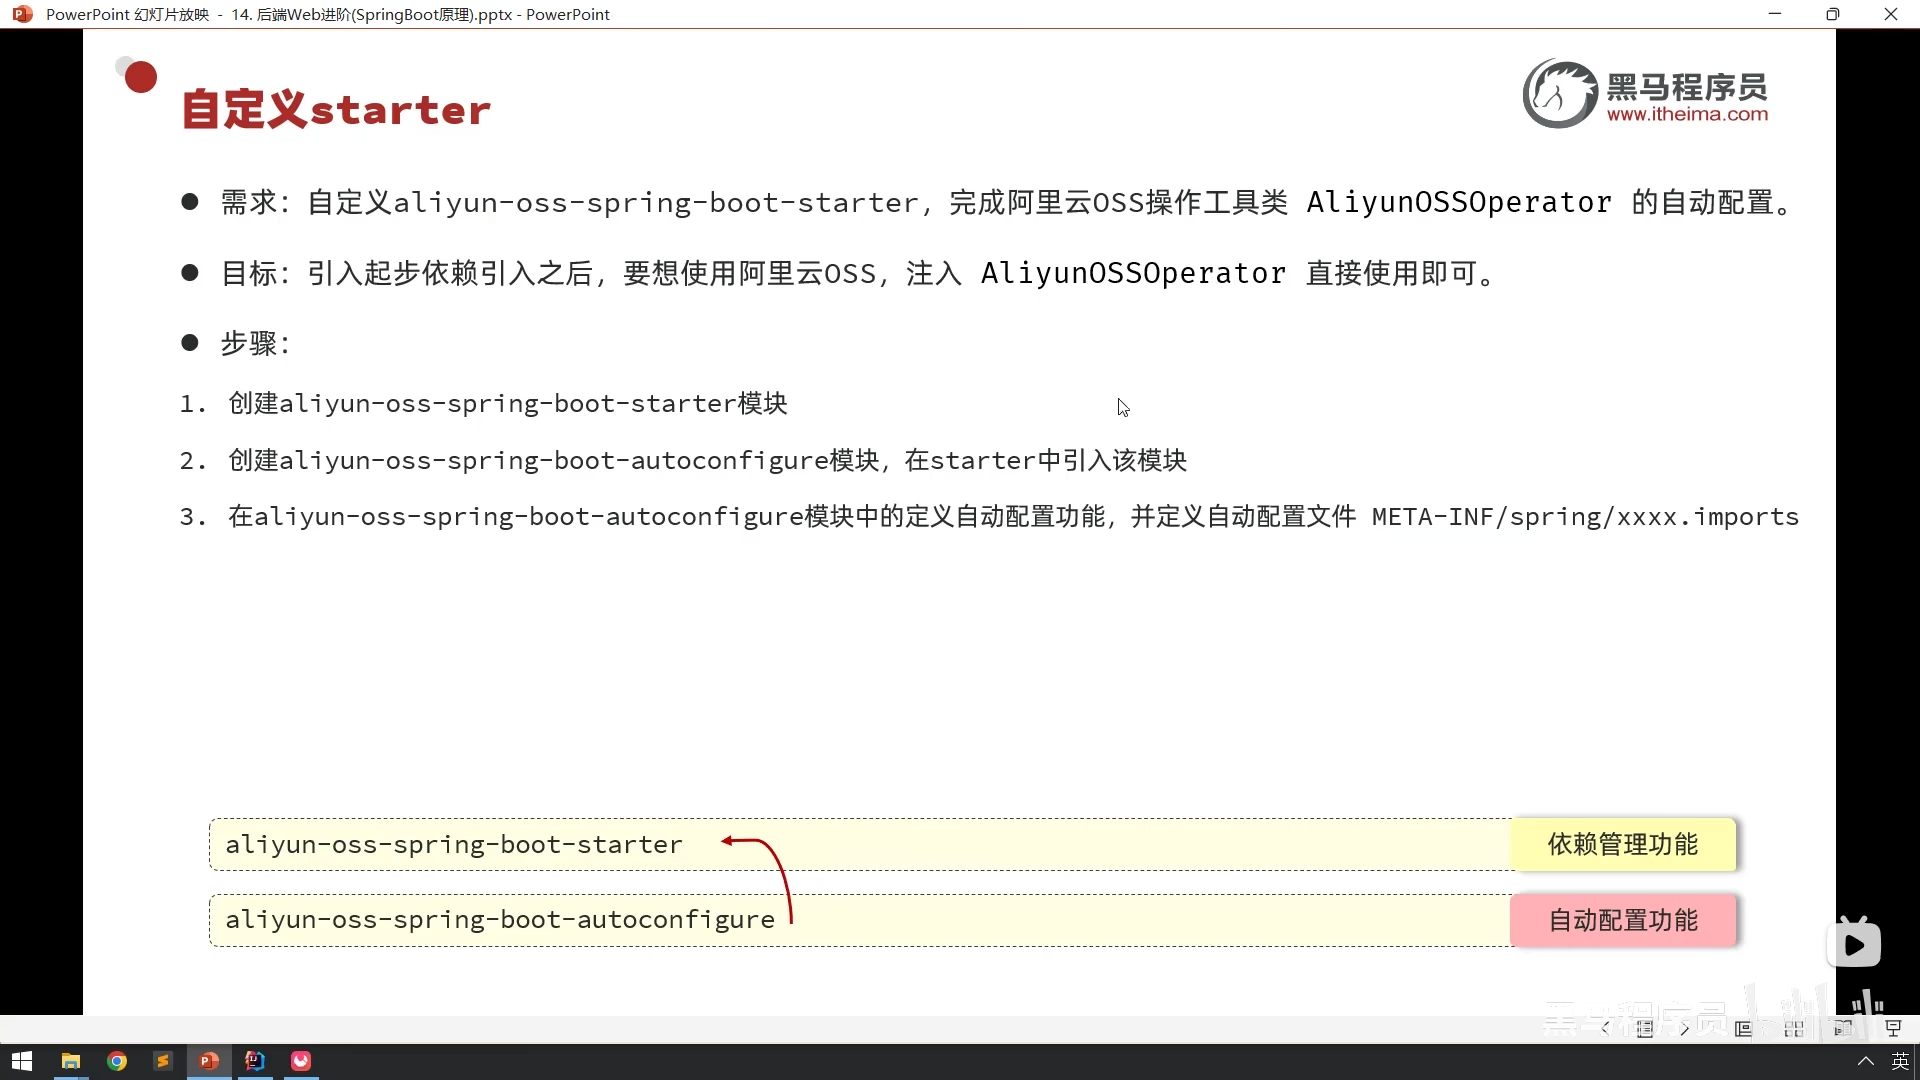 PowerPoint 幻灯片放映 - 14. 后端Web进阶(SpringBoot原理).pptx - PowerPoint
自定义starter
黑马程序员
www.itheima.com
● 需求：自定义aliyun-oss-spring-boot-starter，完成阿里云OSS操作工具类 AliyunOSSOperator 的自动配置。
● 目标：引入起步依赖引入之后，要想使用阿里云OSS，注入 AliyunOSSOperator 直接使用即可。
● 步骤：
1. 创建aliyun-oss-spring-boot-starter模块
2. 创建aliyun-oss-spring-boot-autoconfigure模块，在starter中引入该模块
3. 在aliyun-oss-spring-boot-autoconfigure模块中的定义自动配置功能，并定义自动配置文件 META-INF/spring/xxxx.imports
aliyun-oss-spring-boot-starter
依赖管理功能
aliyun-oss-spring-boot-autoconfigure
自动配置功能
黑马程序员
英